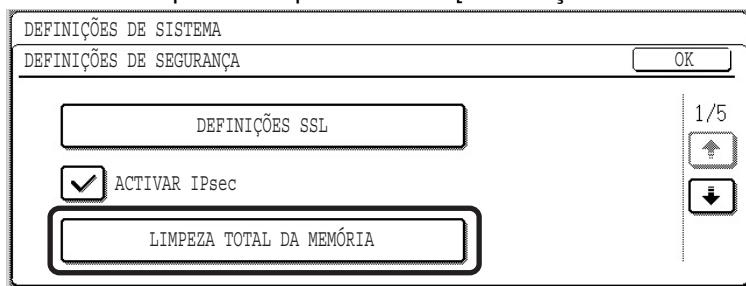 DEFINIÇÕES DE SISTEMA
DEFINIÇÕES DE SEGURANÇA
OK
DEFINIÇÕES SSL
1/5
ACTIVAR IPsec
LIMPEZA TOTAL DA MEMÓRIA